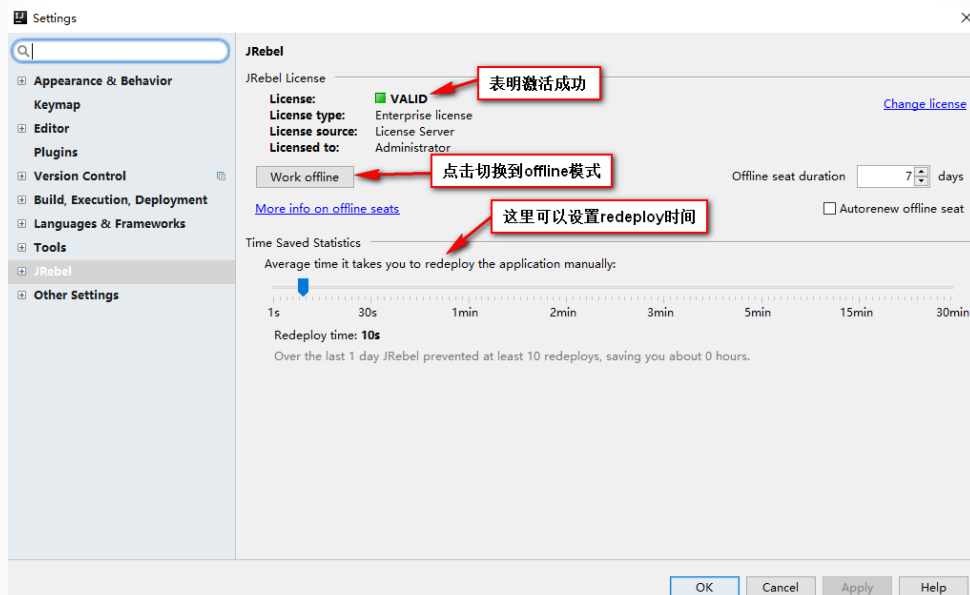 Settings
Appearance & Behavior
Keymap
Editor
Plugins
Version Control
Build, Execution, Deployment
Languages & Frameworks
Tools
JRebel
Other Settings
JRebel
JRebel License
表明激活成功
License: VALID
License type: Enterprise license
License source: License Server
Licensed to: Administrator
Change license
Work offline
点击切换到offline模式
Offline seat duration 7 days
More info on offline seats
这里可以设置redeploy时间
Autorenew offline seat
Time Saved Statistics
Average time it takes you to redeploy the application manually:
1s 30s 1min 2min 3min 5min 15min 30min
Redeploy time: 10s
Over the last 1 day JRebel prevented at least 10 redeploys, saving you about 0 hours.
OK Cancel Apply Help